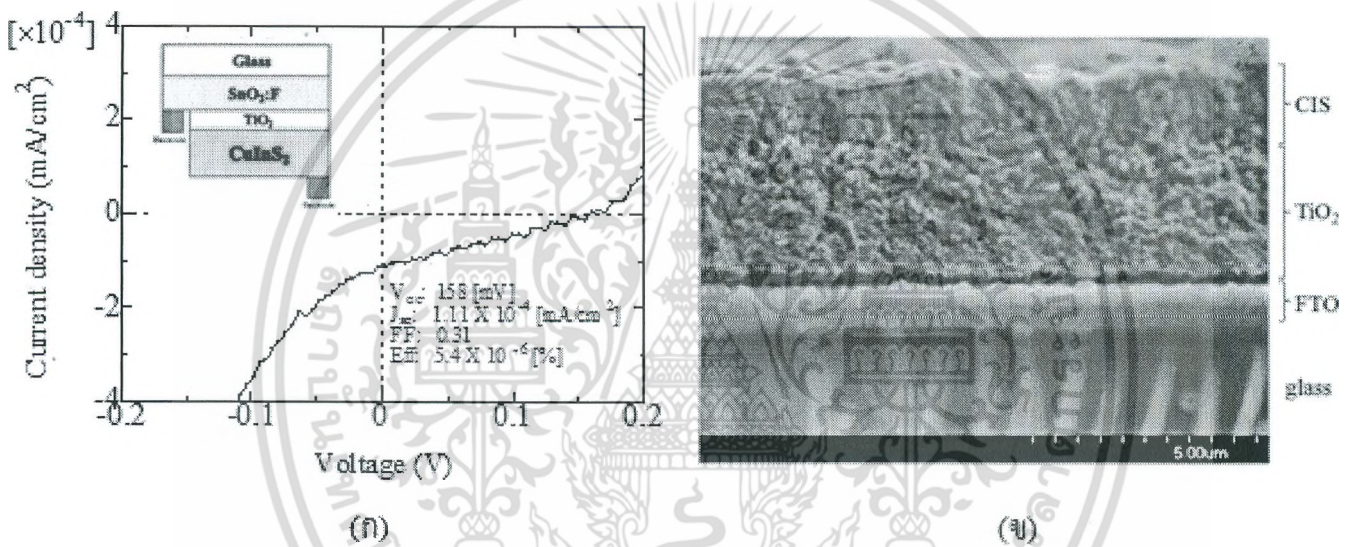 [×10⁻⁴] 4
2
0
-2
-4
-0.2 -0.1 0 0.1 0.2
Current density (mA/cm²)
Voltage (V)
Glass
SnO₂:F
TiO₂
CuInS₂
V_oc: 158 [mV]
J_sc: 1.11 X 10⁻⁴ [mA/cm²]
FF: 0.31
Eff: 5.4 X 10⁻⁶ [%]
(ก)
CIS
TiO₂
FTO
glass
5.00um
(ข)